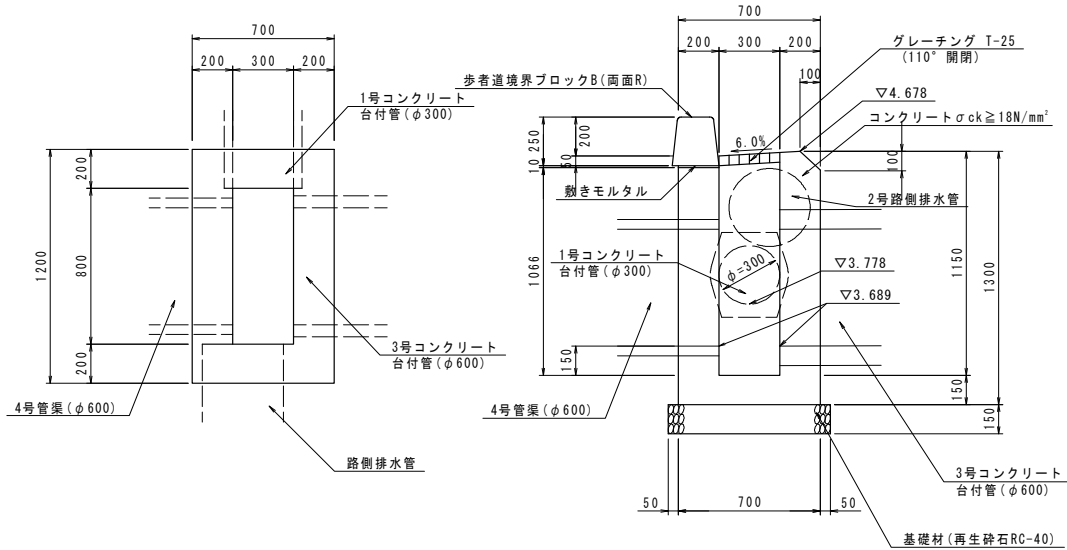 700
200
300
200
1号コンクリート
台付管(φ300)
200
800
1200
200
3号コンクリート
台付管(φ600)
4号管渠(φ600)
路側排水管
700
200
300
200
グレーチング T-25
(110° 開閉)
100
歩者道境界ブロックB(両面R)
▽4.678
コンクリートσck≧18N/mm²
6.0%
250
200
10
50
100
敷きモルタル
2号路側排水管
1号コンクリート
台付管(φ300)
φ=300
▽3.778
▽3.689
1066
1150
1300
150
4号管渠(φ600)
150
150
3号コンクリート
台付管(φ600)
50
700
50
基礎材(再生砕石RC-40)